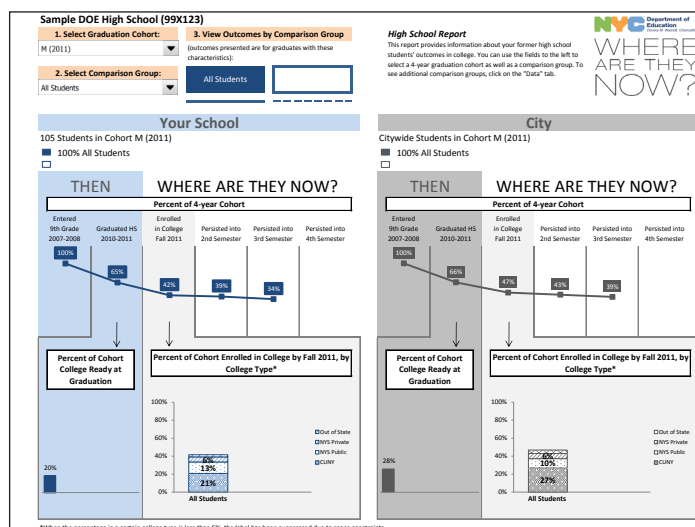 Sample DOE High School (99X123)
1. Select Graduation Cohort:
M (2011)
2. Select Comparison Group:
All Students
3. View Outcomes by Comparison Group
(outcomes presented are for graduates with these
characteristics):
All Students
High School Report
This report provides information about your former high school
students' outcomes in college. You can use the fields to the left to
select a 4-year graduation cohort as well as a comparison group. To
see additional comparison groups, click on the "Data" tab.
NYC Department of
Education
Dennis M. Walcott, Chancellor
WHERE
ARE THEY
NOW?
Your School
105 Students in Cohort M (2011)
100% All Students
THEN
WHERE ARE THEY NOW?
Percent of 4-year Cohort
Entered
9th Grade
2007-2008
Graduated HS
2010-2011
Enrolled
in College
Fall 2011
Persisted into
2nd Semester
Persisted into
3rd Semester
Persisted into
4th Semester
100%
65%
42%
39%
34%
Percent of Cohort
College Ready at
Graduation
20%
Percent of Cohort Enrolled in College by Fall 2011, by
College Type*
100%
80%
60%
40%
20%
0%
6%
13%
21%
All Students
Out of State
NYS Private
NYS Public
CUNY
City
Citywide Students in Cohort M (2011)
100% All Students
THEN
WHERE ARE THEY NOW?
Percent of 4-year Cohort
Entered
9th Grade
2007-2008
Graduated HS
2010-2011
Enrolled
in College
Fall 2011
Persisted into
2nd Semester
Persisted into
3rd Semester
Persisted into
4th Semester
100%
66%
47%
43%
39%
Percent of Cohort
College Ready at
Graduation
28%
Percent of Cohort Enrolled in College by Fall 2011, by
College Type*
100%
80%
60%
40%
20%
0%
6%
10%
27%
All Students
Out of State
NYS Private
NYS Public
CUNY